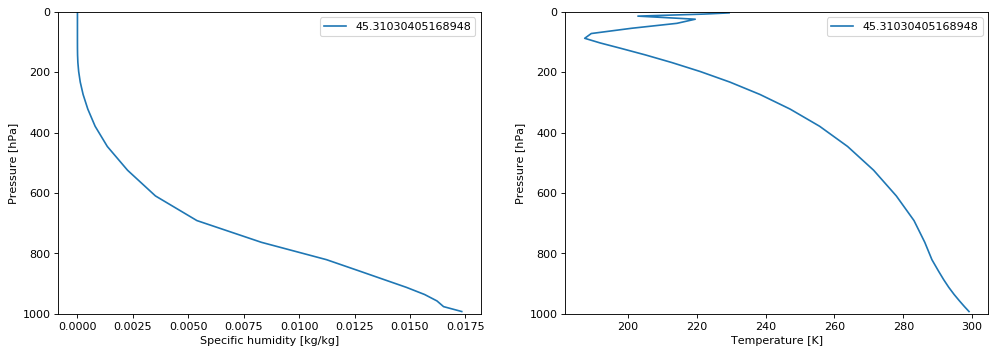 0
200
400
600
800
1000
Pressure [hPa]
45.31030405168948
0.0000 0.0025 0.0050 0.0075 0.0100 0.0125 0.0150 0.0175
Specific humidity [kg/kg]
0
200
400
600
800
1000
Pressure [hPa]
45.31030405168948
200 220 240 260 280 300
Temperature [K]